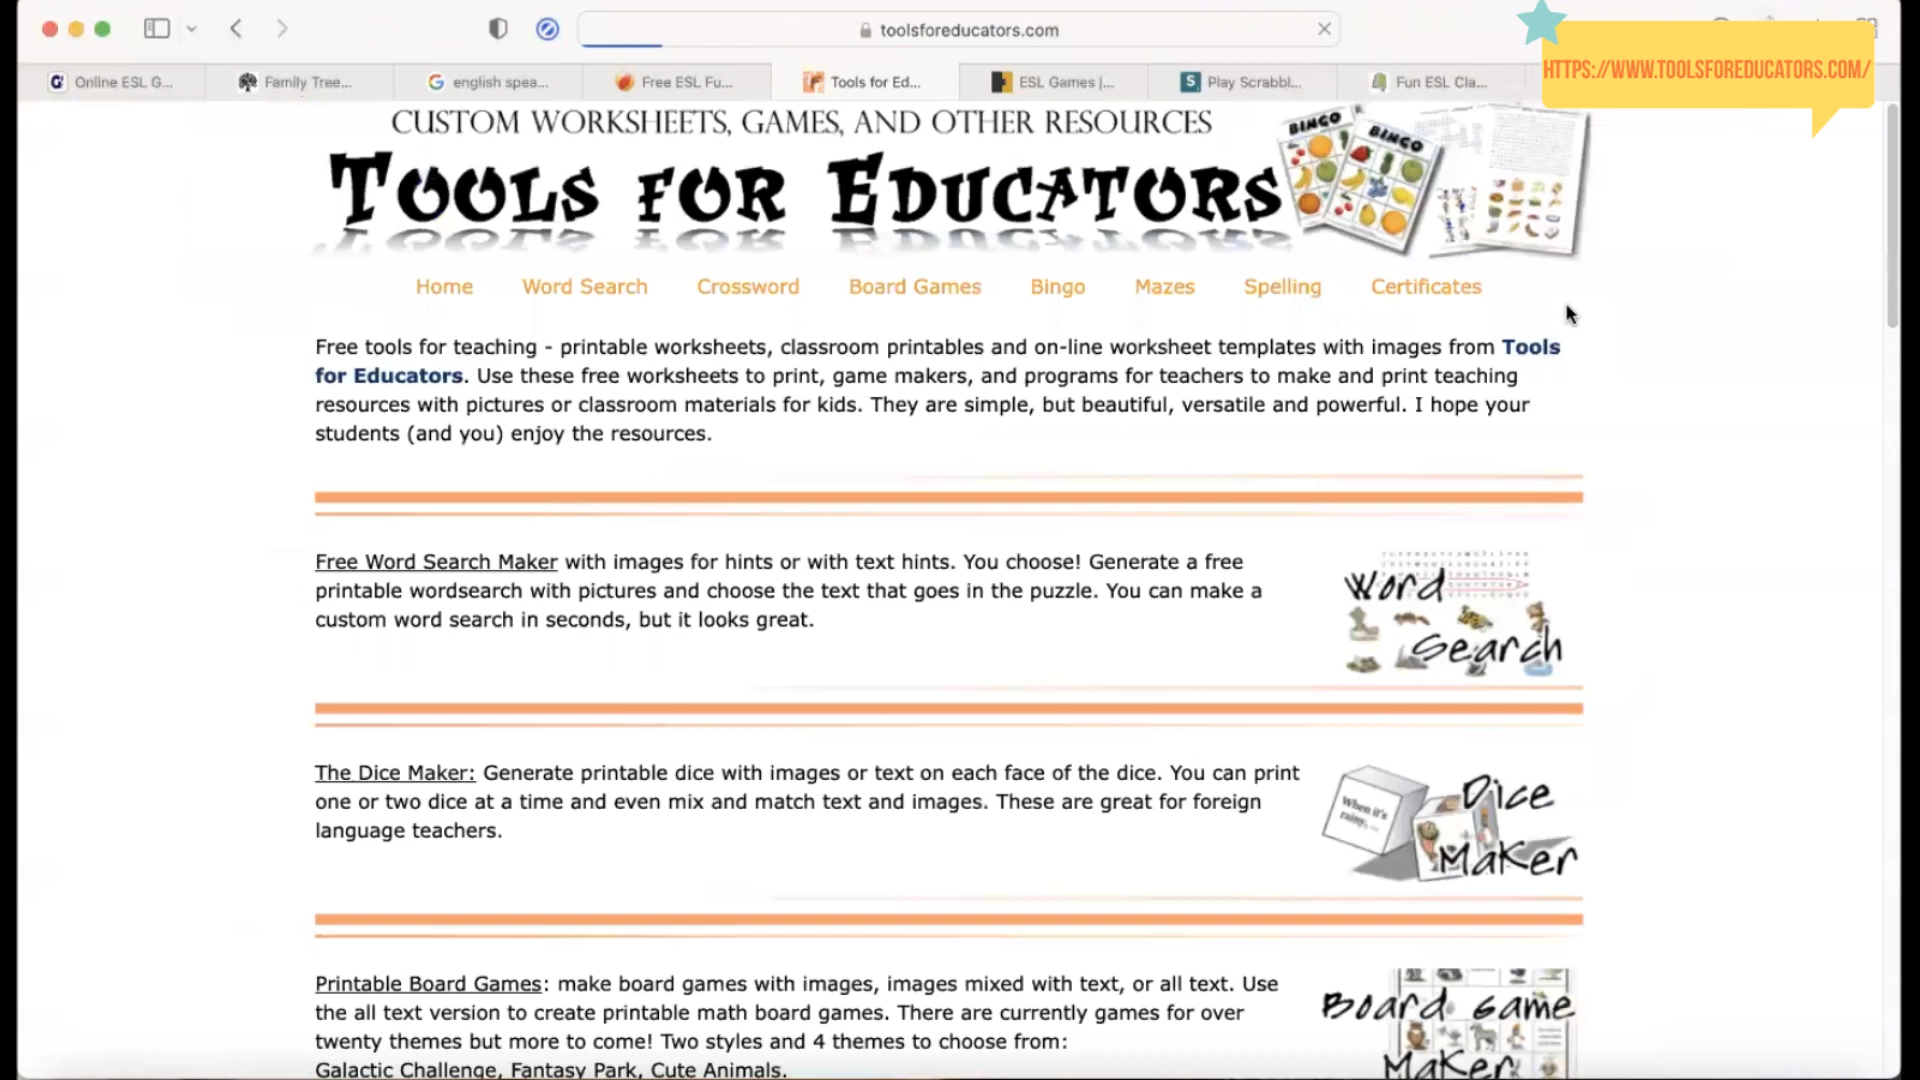 toolsforeducators.com
HTTPS://WWW.TOOLSFOREDUCATORS.COM/
Online ESL G...
Family Tree...
english spea...
Free ESL Fu...
Tools for Ed...
ESL Games |...
Play Scrabbl...
Fun ESL Cla...
CUSTOM WORKSHEETS, GAMES, AND OTHER RESOURCES
BINGO
BINGO
TOOLS FOR EDUCATORS
Home Word Search Crossword Board Games Bingo Mazes Spelling Certificates
Free tools for teaching - printable worksheets, classroom printables and on-line worksheet templates with images from Tools
for Educators. Use these free worksheets to print, game makers, and programs for teachers to make and print teaching
resources with pictures or classroom materials for kids. They are simple, but beautiful, versatile and powerful. I hope your
students (and you) enjoy the resources.
Free Word Search Maker with images for hints or with text hints. You choose! Generate a free
printable wordsearch with pictures and choose the text that goes in the puzzle. You can make a
custom word search in seconds, but it looks great.
Word
Search
The Dice Maker: Generate printable dice with images or text on each face of the dice. You can print
one or two dice at a time and even mix and match text and images. These are great for foreign
language teachers.
When it's
rainy, ...
Dice
Maker
Printable Board Games: make board games with images, images mixed with text, or all text. Use
the all text version to create printable math board games. There are currently games for over
twenty themes but more to come! Two styles and 4 themes to choose from:
Galactic Challenge, Fantasy Park, Cute Animals.
Board Game
Maker